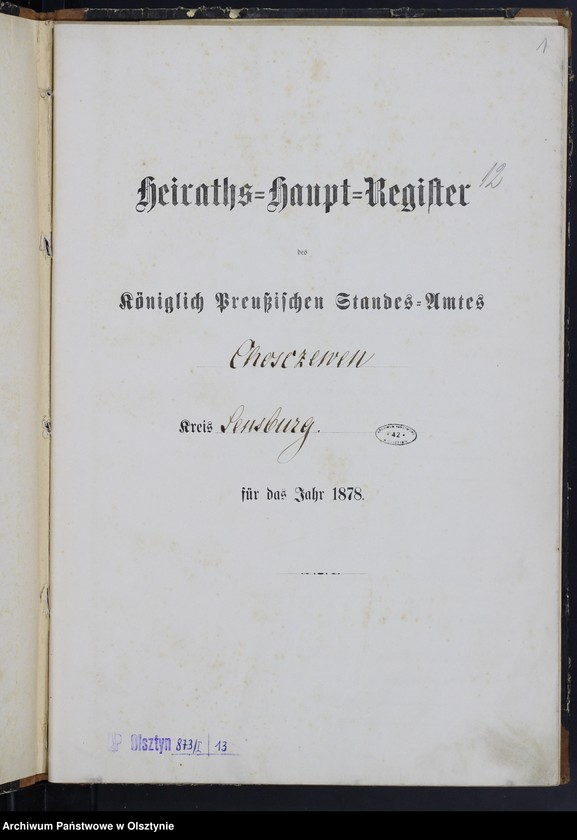 1
12
Heiraths=Haupt=Register
des
Königlich Preußischen Standes=Amtes
Choszewen
Kreis Sensburg.
42
für das Jahr 1878.
AP Olsztyn 873/I 13
Archiwum Państwowe w Olsztynie